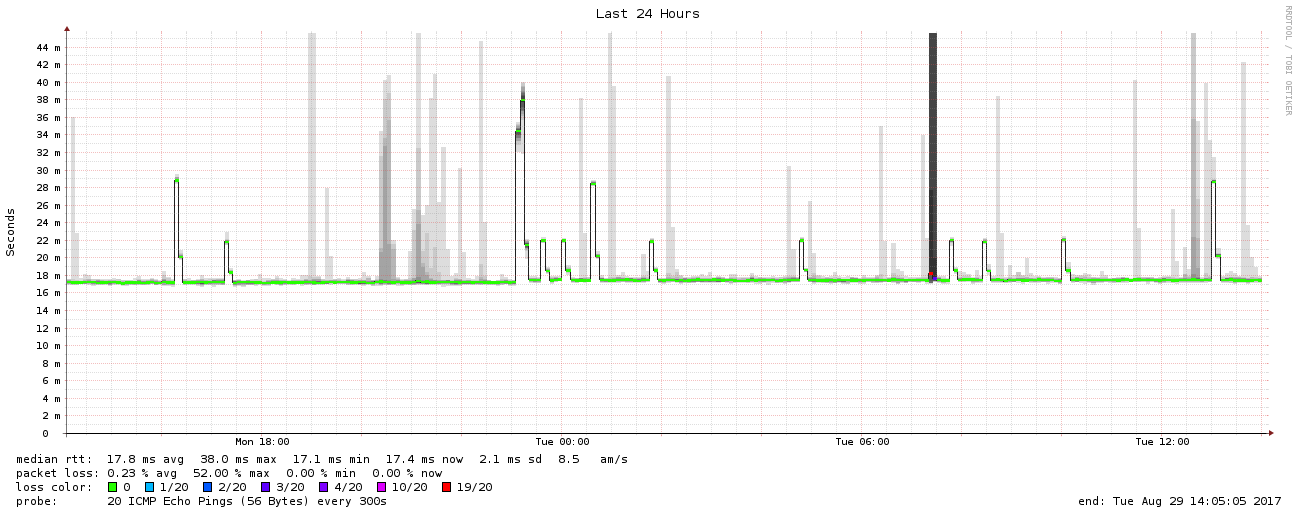 Last 24 Hours
RRDTOOL / TOBI OETIKER
Seconds
44 m
42 m
40 m
38 m
36 m
34 m
32 m
30 m
28 m
26 m
24 m
22 m
20 m
18 m
16 m
14 m
12 m
10 m
8 m
6 m
4 m
2 m
0
Mon 18:00 Tue 00:00 Tue 06:00 Tue 12:00
median rtt: 17.8 ms avg 38.0 ms max 17.1 ms min 17.4 ms now 2.1 ms sd 8.5 am/s
packet loss: 0.23 % avg 52.00 % max 0.00 % min 0.00 % now
loss color: 0 1/20 2/20 3/20 4/20 10/20 19/20
probe: 20 ICMP Echo Pings (56 Bytes) every 300s end: Tue Aug 29 14:05:05 2017